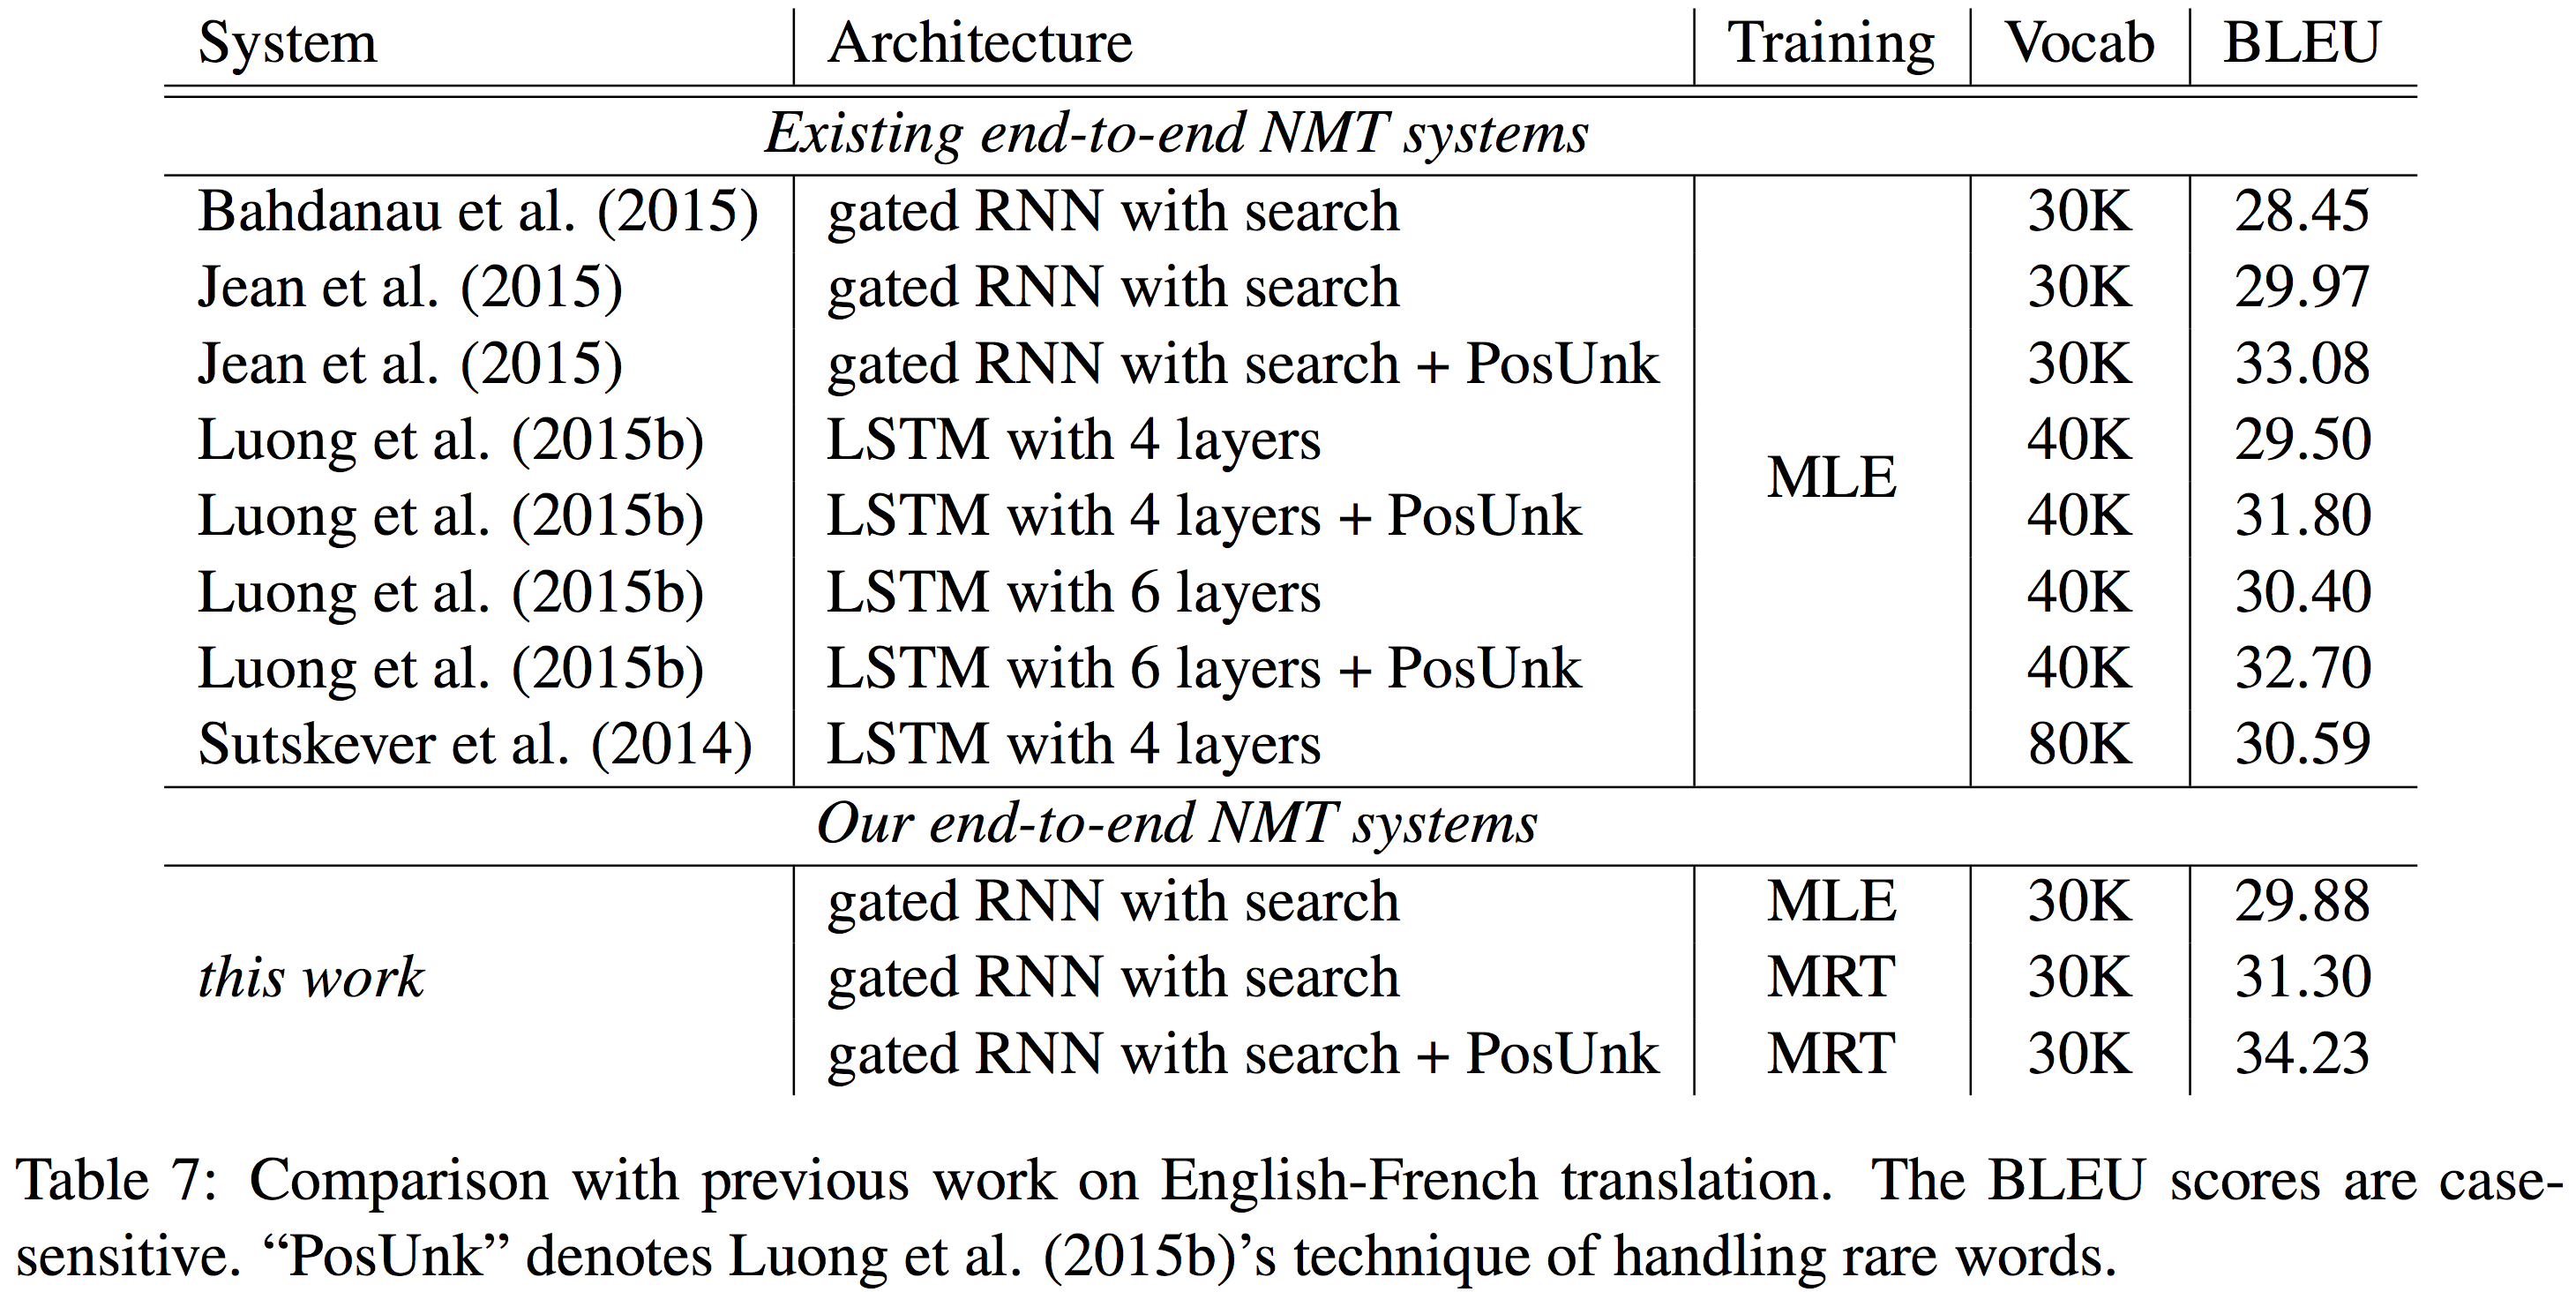 System Architecture Training Vocab BLEU
Existing end-to-end NMT systems
Bahdanau et al. (2015) gated RNN with search 30K 28.45
Jean et al. (2015) gated RNN with search 30K 29.97
Jean et al. (2015) gated RNN with search + PosUnk 30K 33.08
Luong et al. (2015b) LSTM with 4 layers 40K 29.50
MLE
Luong et al. (2015b) LSTM with 4 layers + PosUnk 40K 31.80
Luong et al. (2015b) LSTM with 6 layers 40K 30.40
Luong et al. (2015b) LSTM with 6 layers + PosUnk 40K 32.70
Sutskever et al. (2014) LSTM with 4 layers 80K 30.59
Our end-to-end NMT systems
gated RNN with search MLE 30K 29.88
this work gated RNN with search MRT 30K 31.30
gated RNN with search + PosUnk MRT 30K 34.23
Table 7: Comparison with previous work on English-French translation. The BLEU scores are case-
sensitive. “PosUnk” denotes Luong et al. (2015b)’s technique of handling rare words.